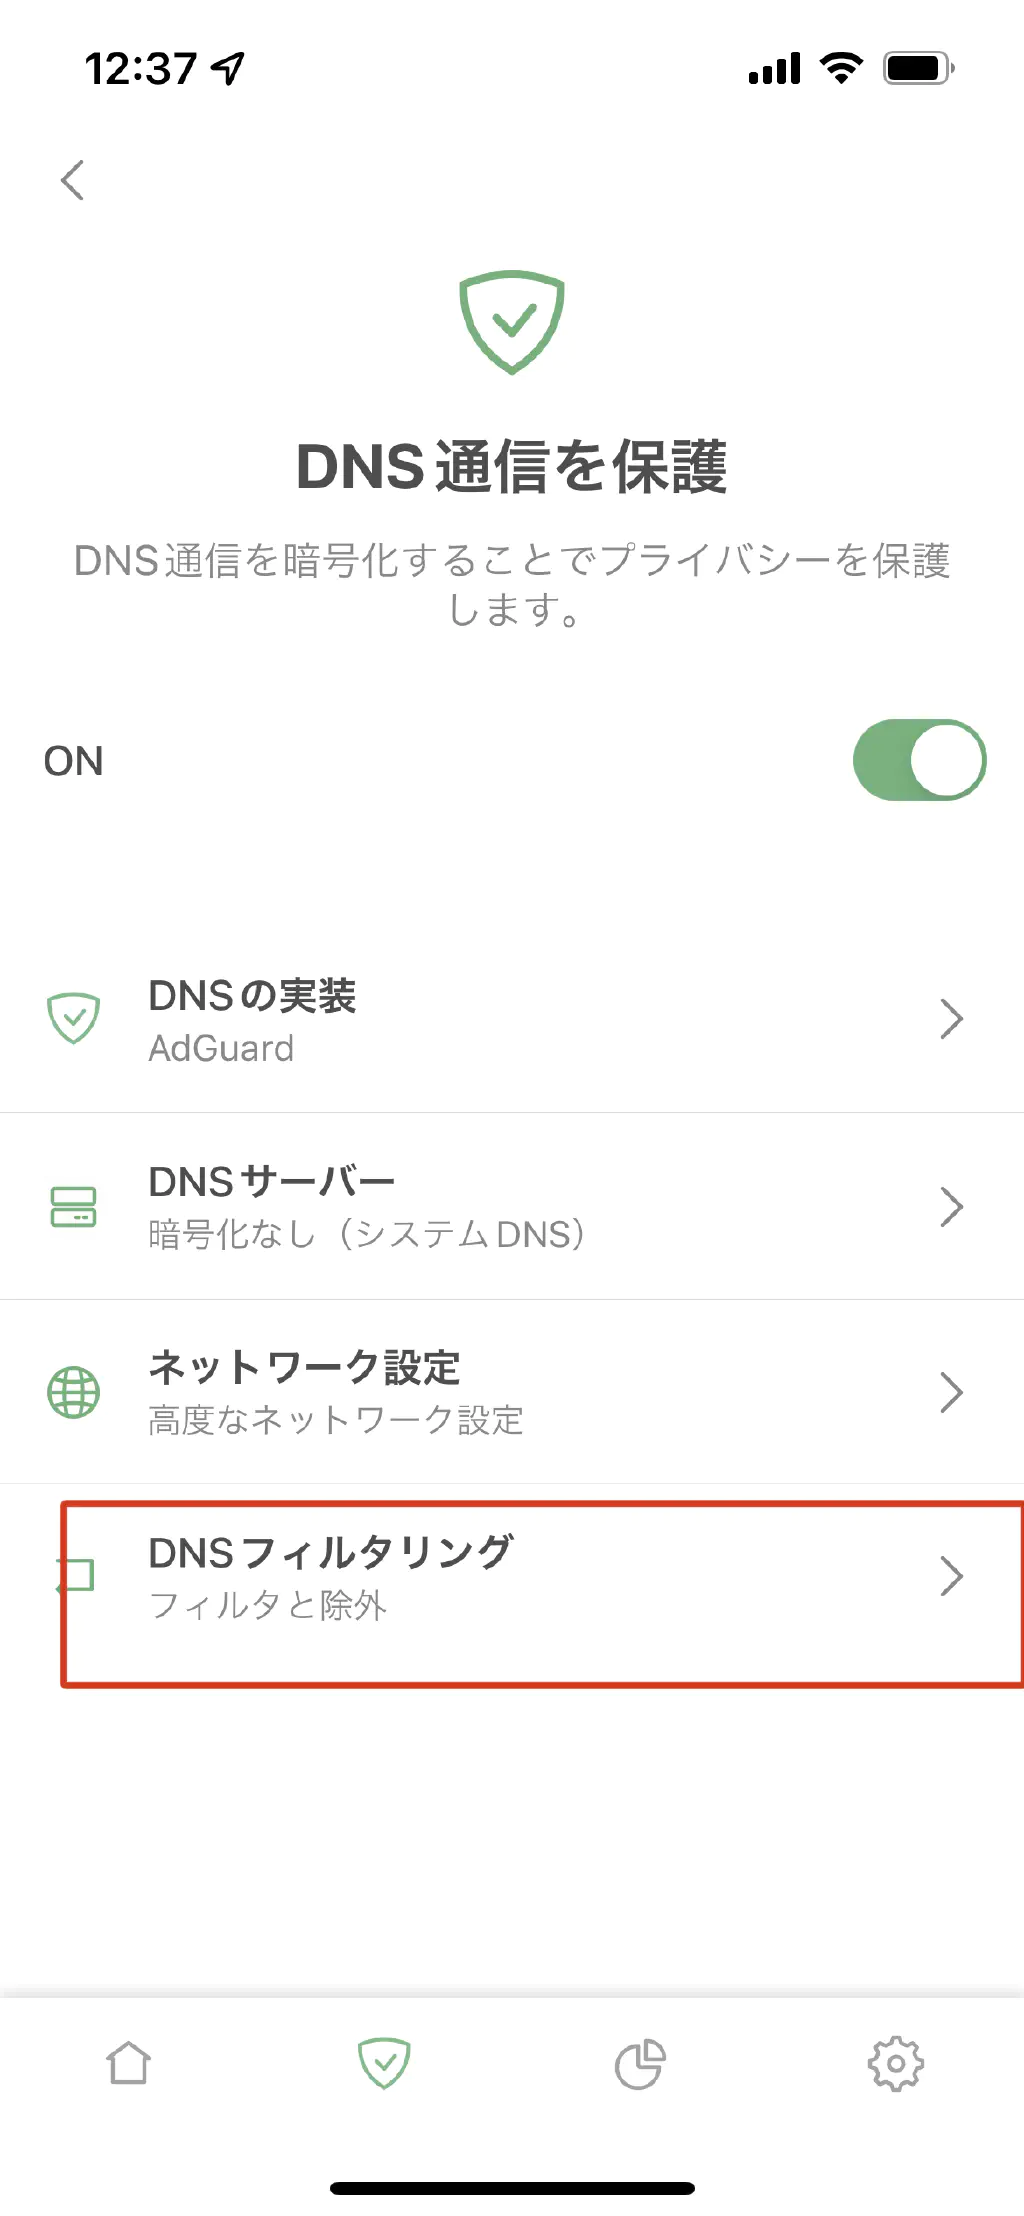 12:37
DNS通信を保護
DNS通信を暗号化することでプライバシーを保護
します。
ON
DNSの実装
AdGuard
DNSサーバー
暗号化なし（システムDNS）
ネットワーク設定
高度なネットワーク設定
DNSフィルタリング
フィルタと除外